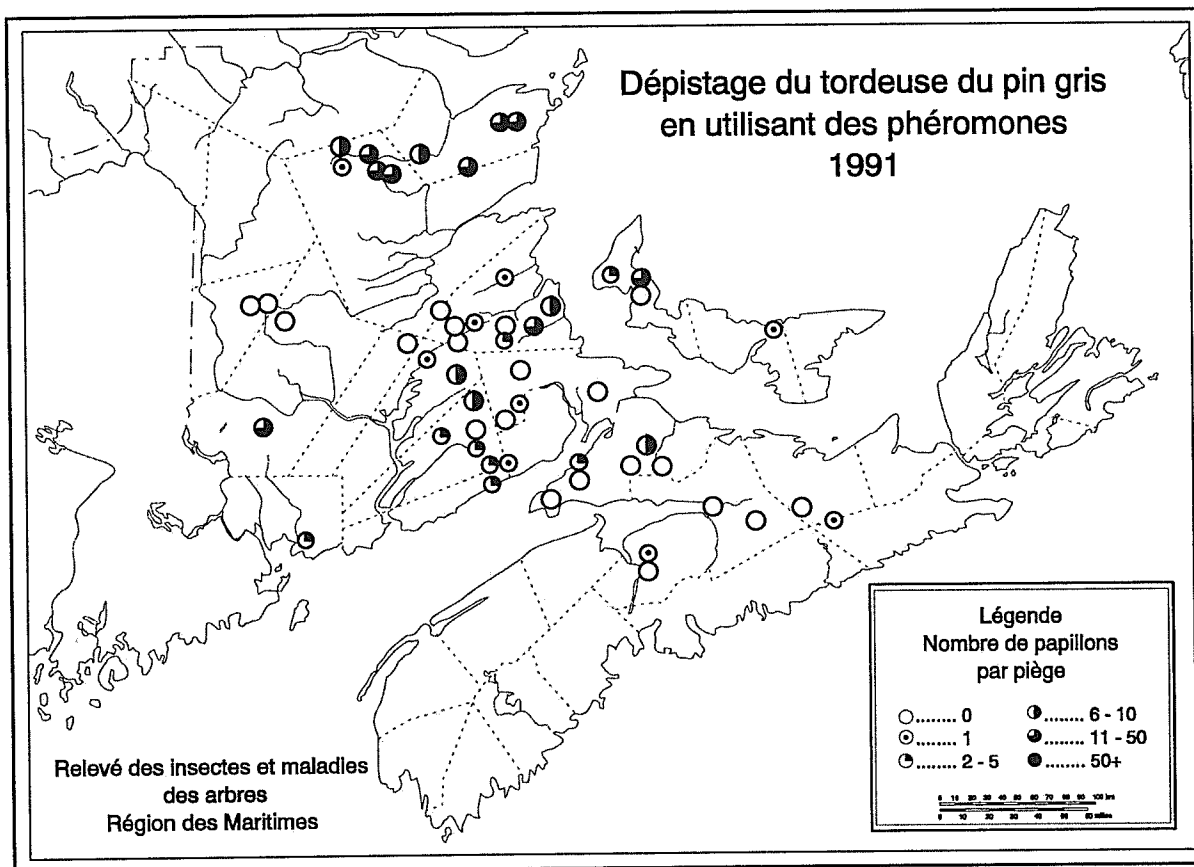 Dépistage du tordeuse du pin gris
en utilisant des phéromones
1991
Relevé des insectes et maladies
des arbres
Région des Maritimes
Légende
Nombre de papillons
par piège
........ 0
........ 1
........ 2 - 5
........ 6 - 10
........ 11 - 50
........ 50+